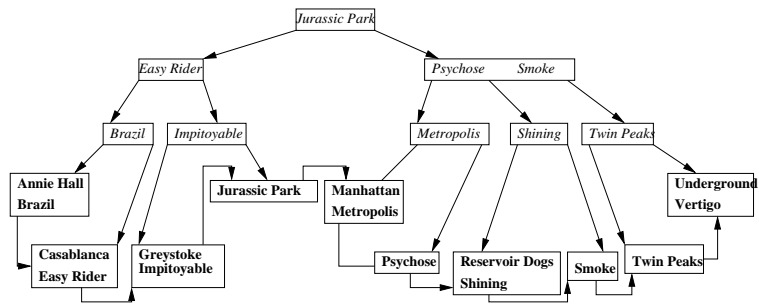 Jurassic Park
Easy Rider
Psychose Smoke
Brazil
Impitoyable
Metropolis
Shining
Twin Peaks
Annie Hall
Brazil
Jurassic Park
Manhattan
Metropolis
Underground
Vertigo
Casablanca
Easy Rider
Greystoke
Impitoyable
Psychose
Reservoir Dogs
Shining
Smoke
Twin Peaks